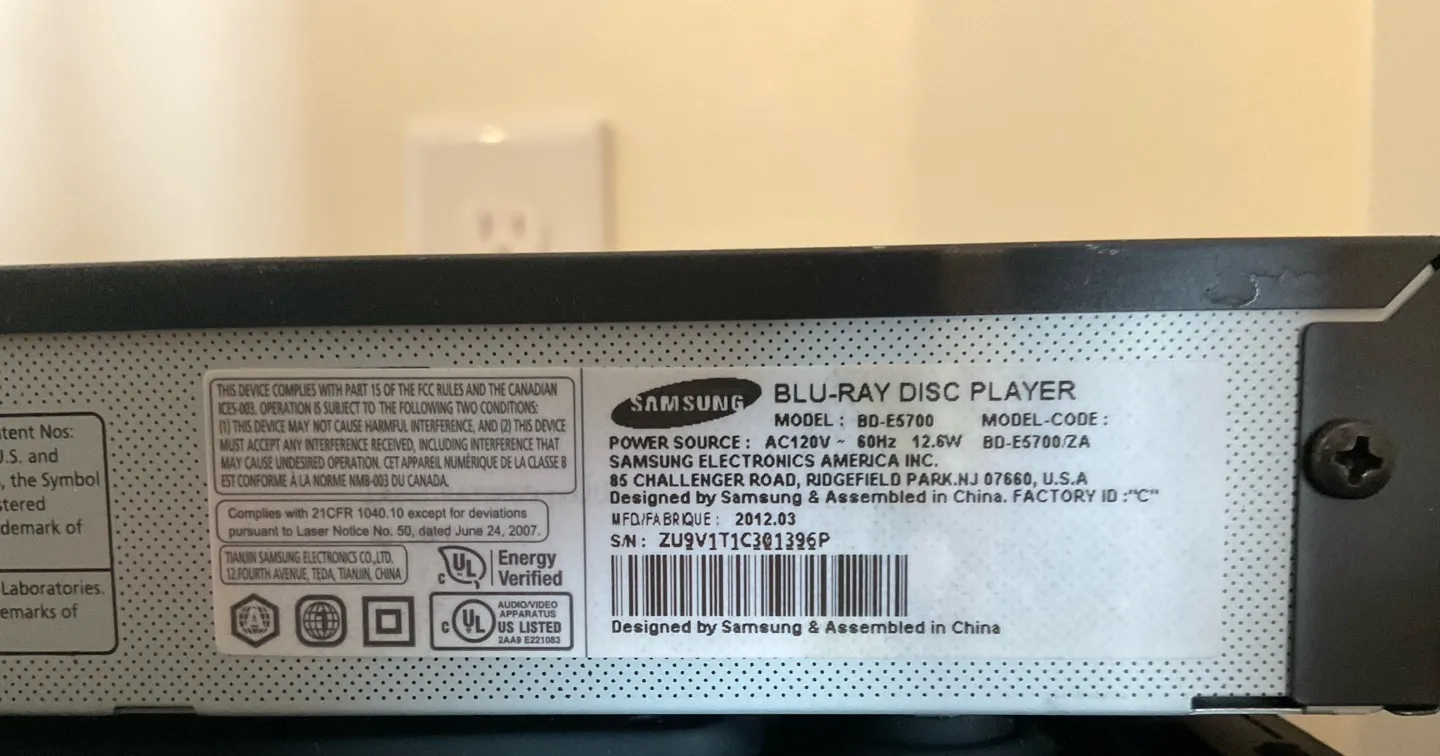 atent Nos:
U.S. and
, the Symbol
stered
demark of
Laboratories.
emarks of
THIS DEVICE COMPLIES WITH PART 15 OF THE FCC RULES AND THE CANADIAN
ICES-003. OPERATION IS SUBJECT TO THE FOLLOWING TWO CONDITIONS:
(1) THIS DEVICE MAY NOT CAUSE HARMFUL INTERFERENCE, AND (2) THIS DEVICE
MUST ACCEPT ANY INTERFERENCE RECEIVED, INCLUDING INTERFERENCE THAT
MAY CAUSE UNDESIRED OPERATION. CET APPAREIL NUMÉRIQUE DE LA CLASSE B
EST CONFORME À LA NORME NMB-003 DU CANADA.
Complies with 21CFR 1040.10 except for deviations
pursuant to Laser Notice No. 50, dated June 24, 2007.
TIANJIN SAMSUNG ELECTRONICS CO.,LTD,
12.FOURTH AVENUE, TEDA, TIANJIN, CHINA
C UL Energy
Verified
C UL AUDIO/VIDEO
APPARATUS
US LISTED
2AA9 E221083
SAMSUNG BLU-RAY DISC PLAYER
MODEL : BD-E5700 MODEL-CODE :
POWER SOURCE : AC120V ~ 60Hz 12.6W BD-E5700/ZA
SAMSUNG ELECTRONICS AMERICA INC.
85 CHALLENGER ROAD, RIDGEFIELD PARK.NJ 07660, U.S.A
Designed by Samsung & Assembled in China. FACTORY ID :"C"
MFD/FABRIQUE : 2012.03
S/N : ZU9V1T1C301396P
Designed by Samsung & Assembled in China